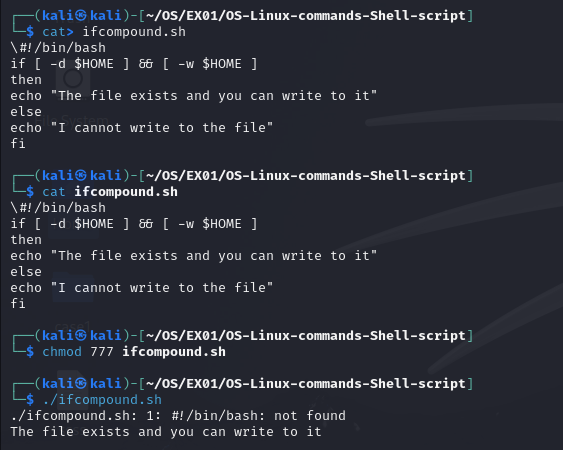 ┌──(kali㉿kali)-[~/OS/EX01/OS-Linux-commands-Shell-script]
└─$ cat> ifcompound.sh
\#!/bin/bash
if [ -d $HOME ] && [ -w $HOME ]
then
echo "The file exists and you can write to it"
else
echo "I cannot write to the file"
fi
┌──(kali㉿kali)-[~/OS/EX01/OS-Linux-commands-Shell-script]
└─$ cat ifcompound.sh
\#!/bin/bash
if [ -d $HOME ] && [ -w $HOME ]
then
echo "The file exists and you can write to it"
else
echo "I cannot write to the file"
fi
┌──(kali㉿kali)-[~/OS/EX01/OS-Linux-commands-Shell-script]
└─$ chmod 777 ifcompound.sh
┌──(kali㉿kali)-[~/OS/EX01/OS-Linux-commands-Shell-script]
└─$ ./ifcompound.sh
./ifcompound.sh: 1: #!/bin/bash: not found
The file exists and you can write to it